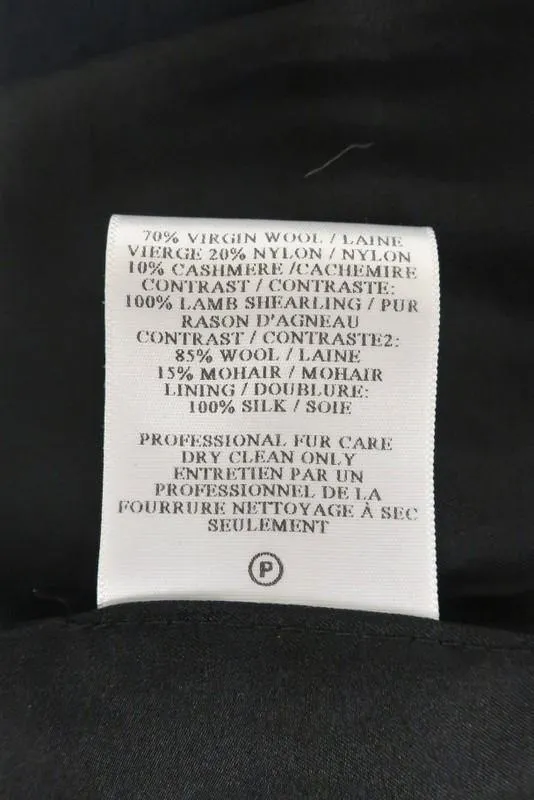 70% VIRGIN WOOL / LAINE
VIERGE 20% NYLON / NYLON
10% CASHMERE /CACHEMIRE
CONTRAST / CONTRASTE:
100% LAMB SHEARLING / PUR
RASON D'AGNEAU
CONTRAST / CONTRASTE2:
85% WOOL / LAINE
15% MOHAIR / MOHAIR
LINING / DOUBLURE:
100% SILK / SOIE
PROFESSIONAL FUR CARE
DRY CLEAN ONLY
ENTRETIEN PAR UN
PROFESSIONNEL DE LA
FOURRURE NETTOYAGE À SEC
SEULEMENT
P